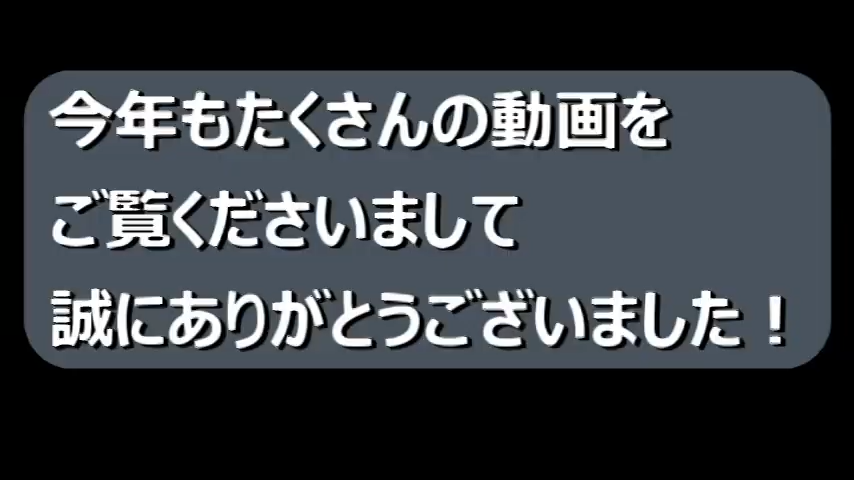 今年もたくさんの動画を
ご覧くださいまして
誠にありがとうございました！